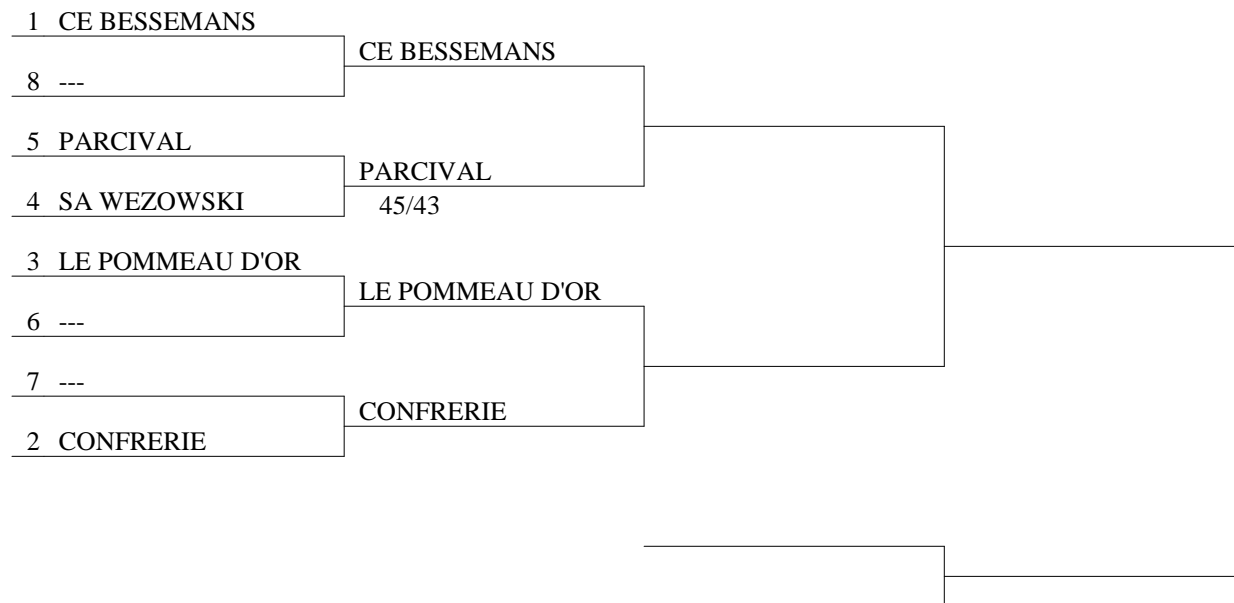 1 CE BESSEMANS
CE BESSEMANS
8 ---
5 PARCIVAL
PARCIVAL
4 SA WEZOWSKI
45/43
3 LE POMMEAU D'OR
LE POMMEAU D'OR
6 ---
7 ---
CONFRERIE
2 CONFRERIE